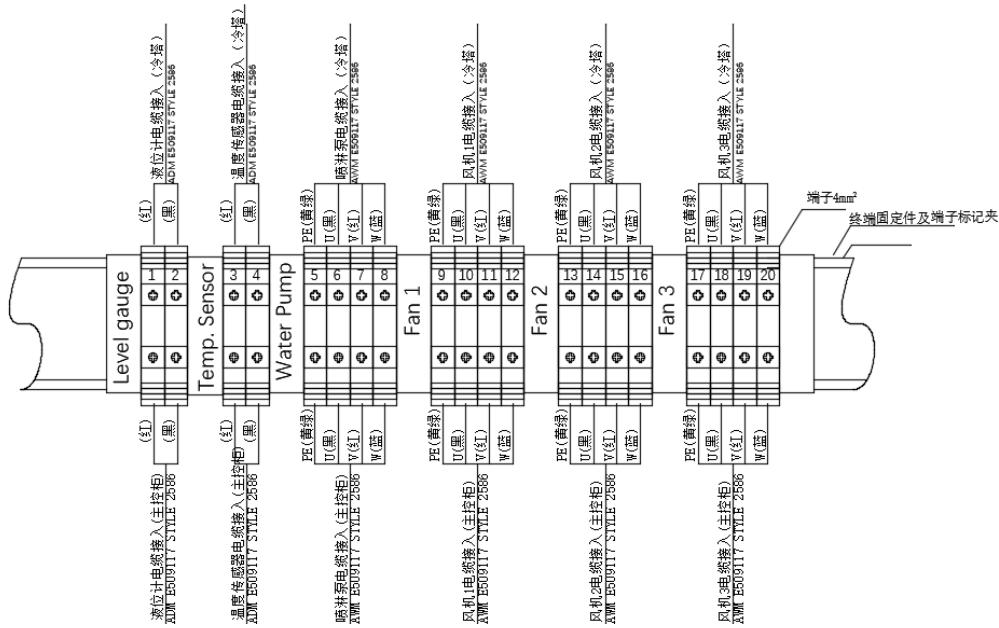 液位计电缆接入（冷塔）
ADM E509117 STYLE 2586
温度传感器电缆接入（冷塔）
ADM E509117 STYLE 2586
喷淋泵电缆接入（冷塔）
AWM E509117 STYLE 2586
风机1电缆接入（冷塔）
AWM E509117 STYLE 2586
风机2电缆接入（冷塔）
AWM E509117 STYLE 2586
风机3电缆接入（冷塔）
AWM E509117 STYLE 2586
(红)
(黑)
(红)
(黑)
PE(黄绿)
U(黑)
V(红)
W(蓝)
PE(黄绿)
U(黑)
V(红)
W(蓝)
PE(黄绿)
U(黑)
V(红)
W(蓝)
PE(黄绿)
U(黑)
V(红)
W(蓝)
端子4mm²
终端固定件及端子标记夹
Level gauge
1 2
Temp. Sensor
3 4
Water Pump
5 6 7 8
Fan 1
9 10 11 12
Fan 2
13 14 15 16
Fan 3
17 18 19 20
(红)
(黑)
(红)
(黑)
PE(黄绿)
U(黑)
V(红)
W(蓝)
PE(黄绿)
U(黑)
V(红)
W(蓝)
PE(黄绿)
U(黑)
V(红)
W(蓝)
PE(黄绿)
U(黑)
V(红)
W(蓝)
液位计电缆接入(主控柜)
ADM E509117 STYLE 2586
温度传感器电缆接入(主控柜)
ADM E509117 STYLE 2586
喷淋泵电缆接入(主控柜)
AWM E509117 STYLE 2586
风机1电缆接入(主控柜)
AWM E509117 STYLE 2586
风机2电缆接入(主控柜)
AWM E509117 STYLE 2586
风机3电缆接入(主控柜)
AWM E509117 STYLE 2586